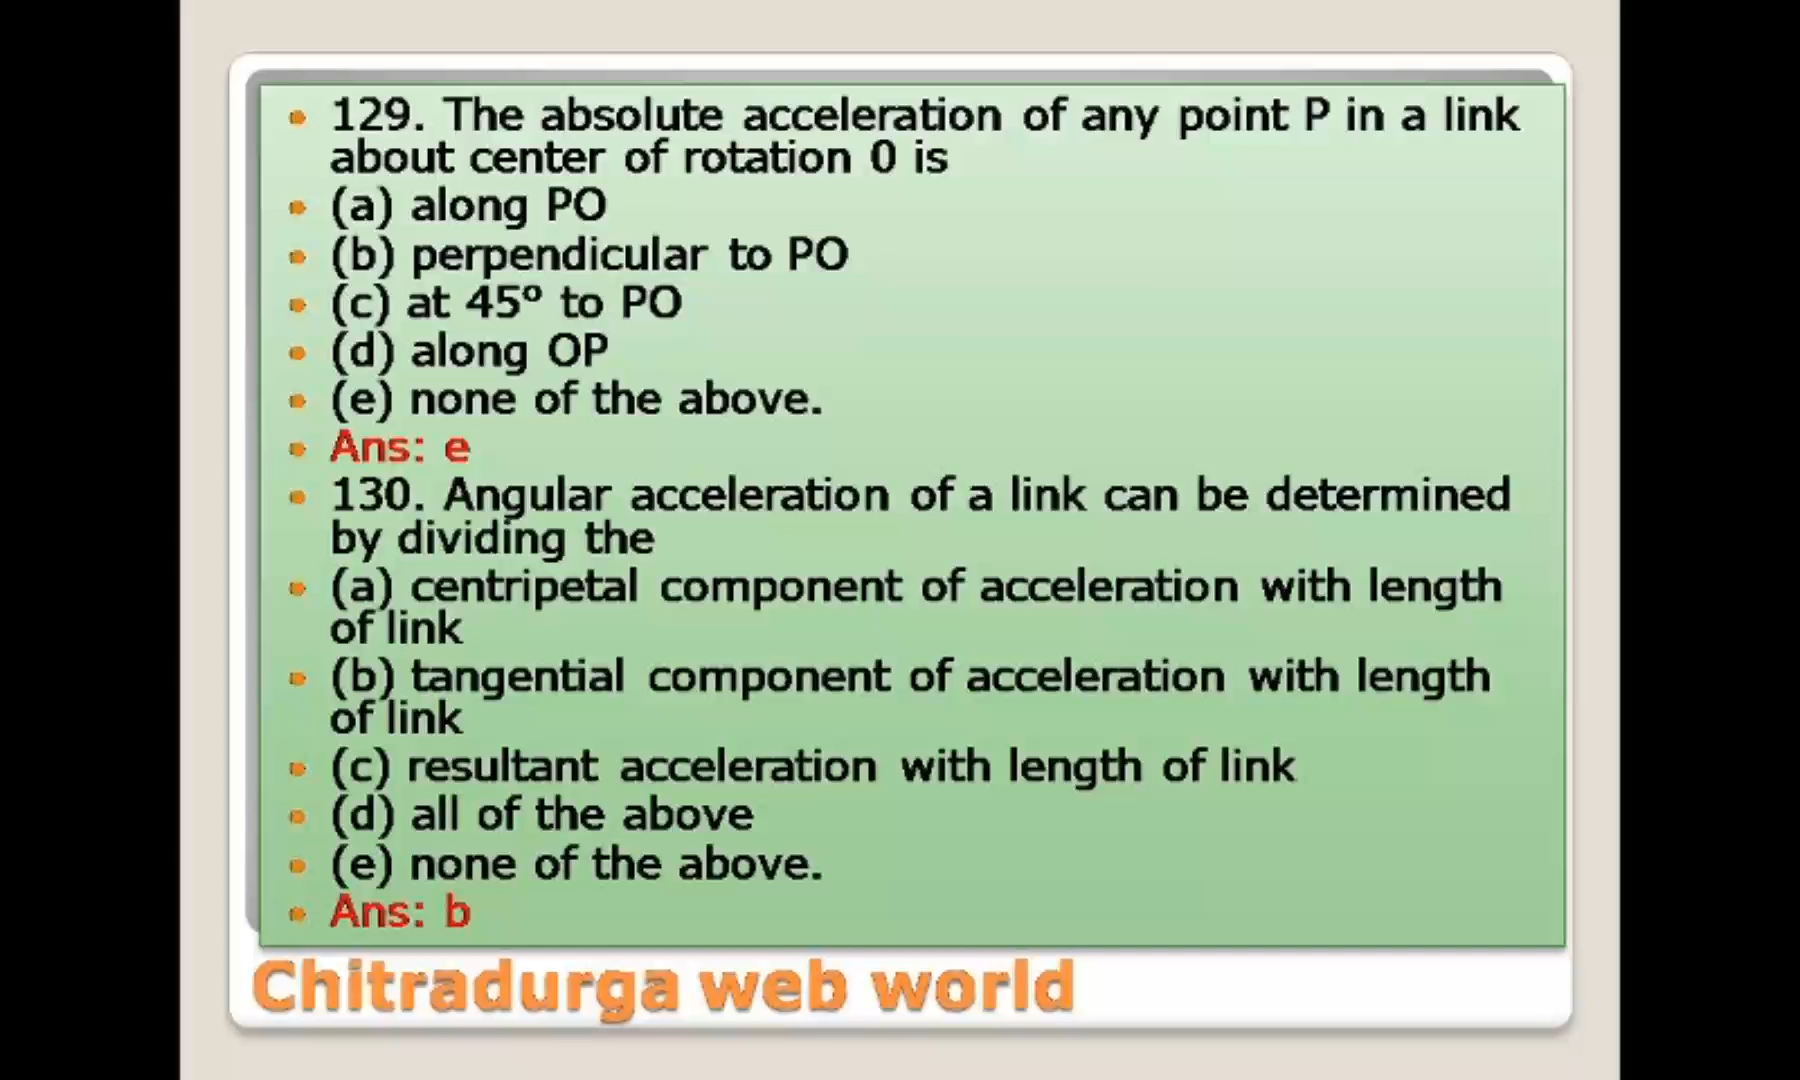 129. The absolute acceleration of any point P in a link
about center of rotation 0 is
(a) along PO
(b) perpendicular to PO
(c) at 45º to PO
(d) along OP
(e) none of the above.
Ans: e
130. Angular acceleration of a link can be determined
by dividing the
(a) centripetal component of acceleration with length
of link
(b) tangential component of acceleration with length
of link
(c) resultant acceleration with length of link
(d) all of the above
(e) none of the above.
Ans: b
Chitradurga web world